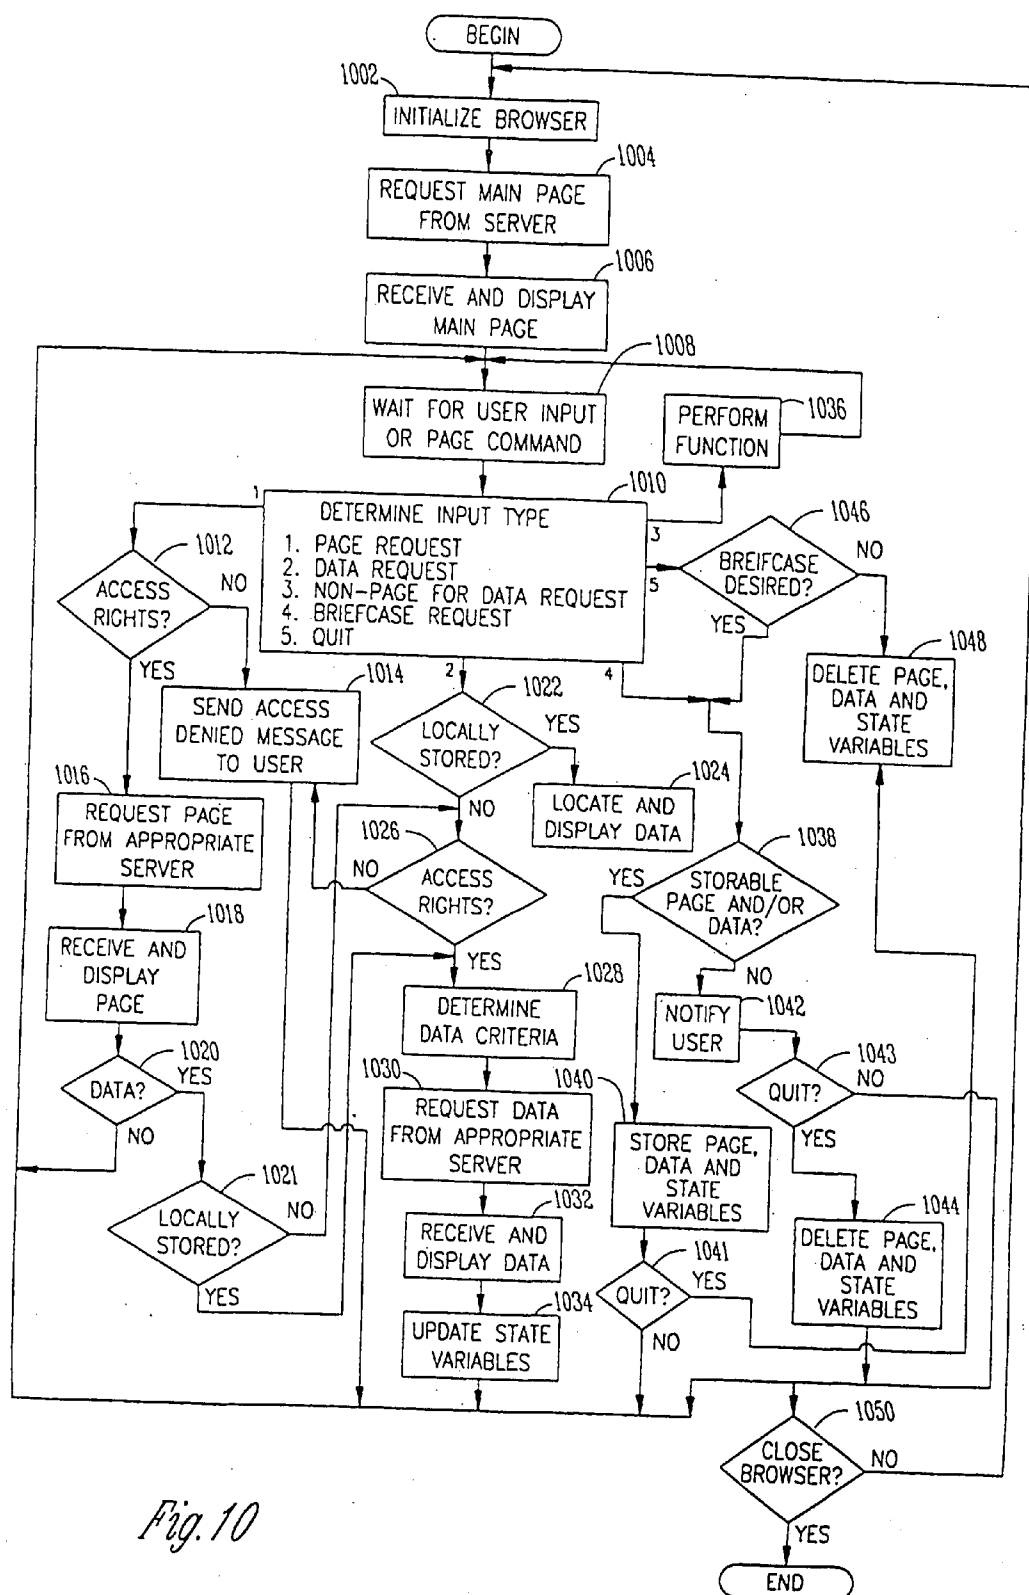 BEGIN
1002
INITIALIZE BROWSER
1004
REQUEST MAIN PAGE
FROM SERVER
1006
RECEIVE AND DISPLAY
MAIN PAGE
1008
WAIT FOR USER INPUT
OR PAGE COMMAND
PERFORM
FUNCTION
1036
1
1010
DETERMINE INPUT TYPE
1. PAGE REQUEST
2. DATA REQUEST
3. NON-PAGE FOR DATA REQUEST
4. BRIEFCASE REQUEST
5. QUIT
3
5
2
4
1046
BREIFCASE
DESIRED?
NO
YES
1012
ACCESS
RIGHTS?
NO
YES
1014
SEND ACCESS
DENIED MESSAGE
TO USER
1022
LOCALLY
STORED?
YES
NO
1024
LOCATE AND
DISPLAY DATA
1048
DELETE PAGE,
DATA AND
STATE
VARIABLES
1016
REQUEST PAGE
FROM APPROPRIATE
SERVER
1026
NO
ACCESS
RIGHTS?
YES
1038
YES
STORABLE
PAGE AND/OR
DATA?
NO
1018
RECEIVE AND
DISPLAY
PAGE
1028
DETERMINE
DATA CRITERIA
1042
NOTIFY
USER
1020
DATA?
YES
NO
1030
REQUEST DATA
FROM APPROPRIATE
SERVER
1040
STORE PAGE,
DATA AND
STATE
VARIABLES
1043
QUIT?
NO
YES
1021
LOCALLY
STORED?
NO
YES
1032
RECEIVE AND
DISPLAY DATA
1044
DELETE PAGE,
DATA AND
STATE
VARIABLES
1041
QUIT?
YES
NO
1034
UPDATE STATE
VARIABLES
1050
CLOSE
BROWSER?
NO
YES
END
Fig.10